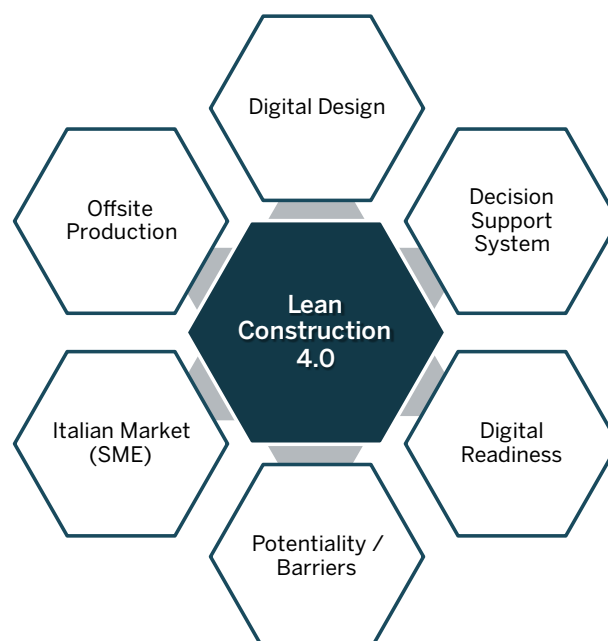 Digital Design
Offsite
Production
Decision
Support
System
Lean
Construction
4.0
Italian Market
(SME)
Digital
Readiness
Potentiality /
Barriers